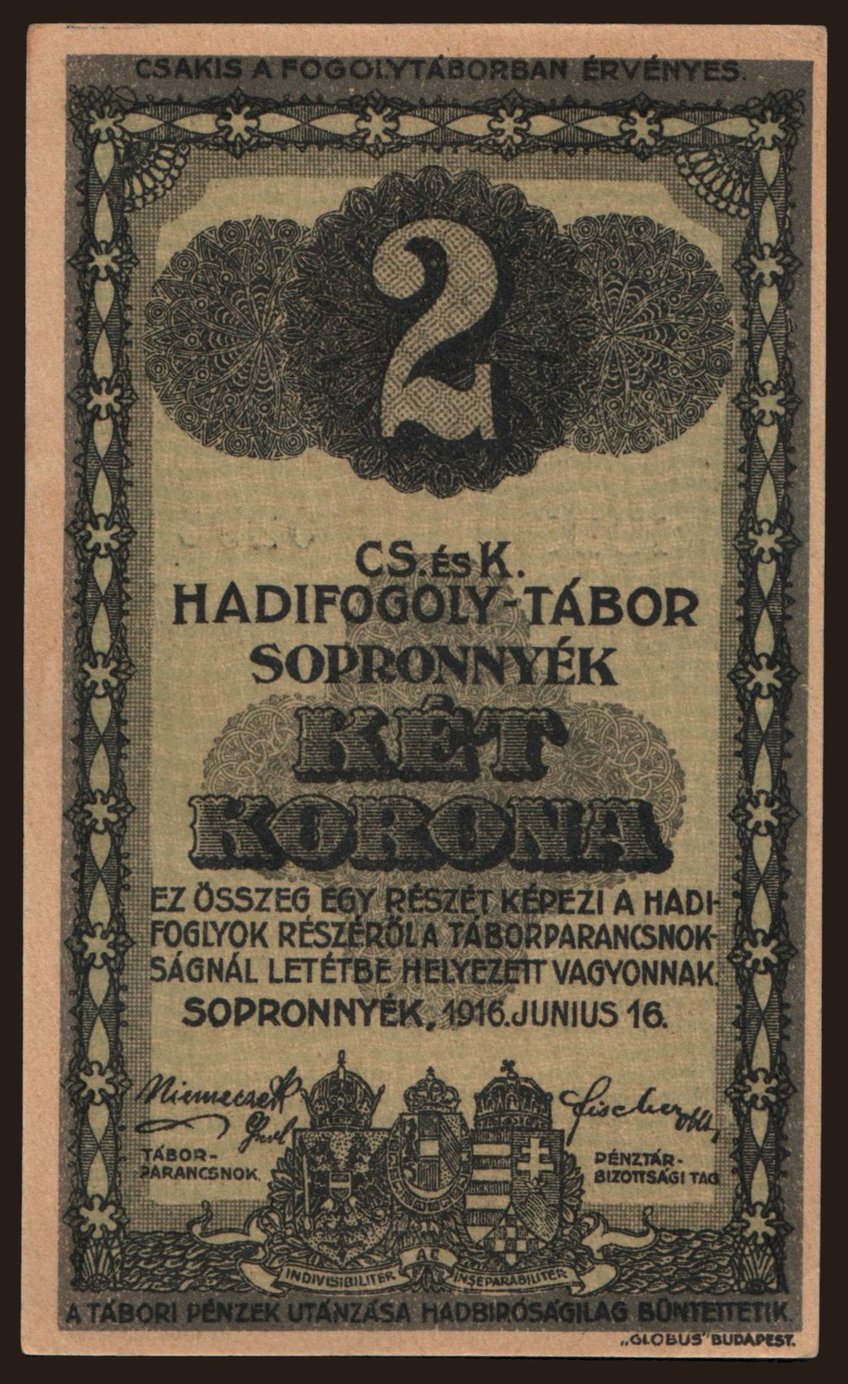 CSAKIS A FOGOLYTÁBORBAN ÉRVÉNYES.
2
CS. ÉS K.
HADIFOGOLY-TÁBOR
SOPRONNYÉK
KÉT
KORONA
EZ ÖSSZEG EGY RÉSZÉT KÉPEZI A HADI-
FOGLYOK RÉSZÉRŐL A TÁBORPARANCSNOK-
SÁGNÁL LETÉTBE HELYEZETT VAGYONNAK.
SOPRONNYÉK, 1916. JUNIUS 16.
Niemeczek
Fischer
TÁBOR-
PARANCSNOK.
PÉNZTÁR-
BIZOTTSÁGI TAG
INDIVISIBILITER AC INSEPARABILITER
A TÁBORI PÉNZEK UTÁNZÁSA HADBIRÓSÁGILAG BÜNTETTETIK.
„GLOBUS" BUDAPEST.